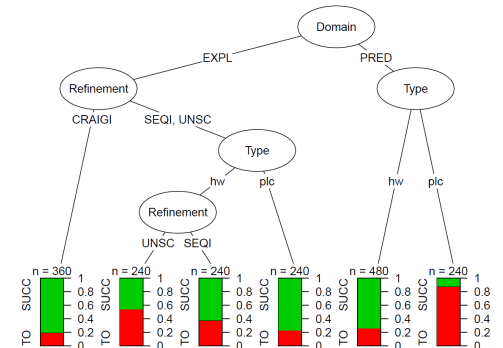 Domain
EXPL
PRED
Refinement
Type
CRAIGI
SEQI, UNSC
Type
hw
plc
hw
plc
Refinement
UNSC
SEQI
n = 360
n = 240
n = 240
n = 240
n = 480
n = 240
TO SUCC
0 0.2 0.4 0.6 0.8 1
TO SUCC
0 0.2 0.4 0.6 0.8 1
TO SUCC
0 0.2 0.4 0.6 0.8 1
TO SUCC
0 0.2 0.4 0.6 0.8 1
TO SUCC
0 0.2 0.4 0.6 0.8 1
TO SUCC
0 0.2 0.4 0.6 0.8 1